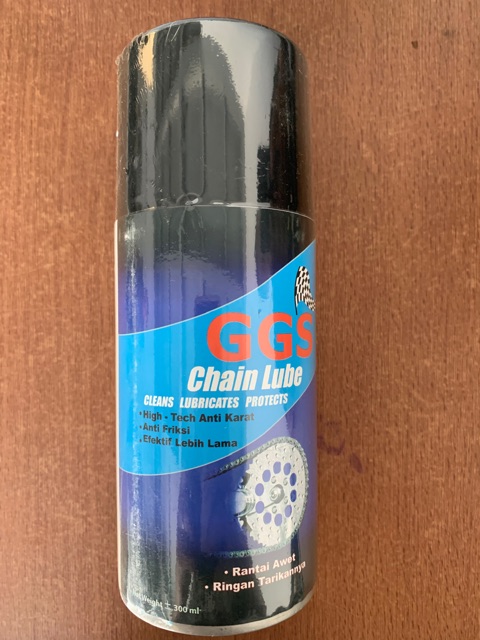 GGS
Chain Lube
CLEANS LUBRICATES PROTECTS
• High - Tech Anti Karat
• Anti Friksi
• Efektif Lebih Lama
• Rantai Awet
• Ringan Tarikannya
Weight ± 300 ml